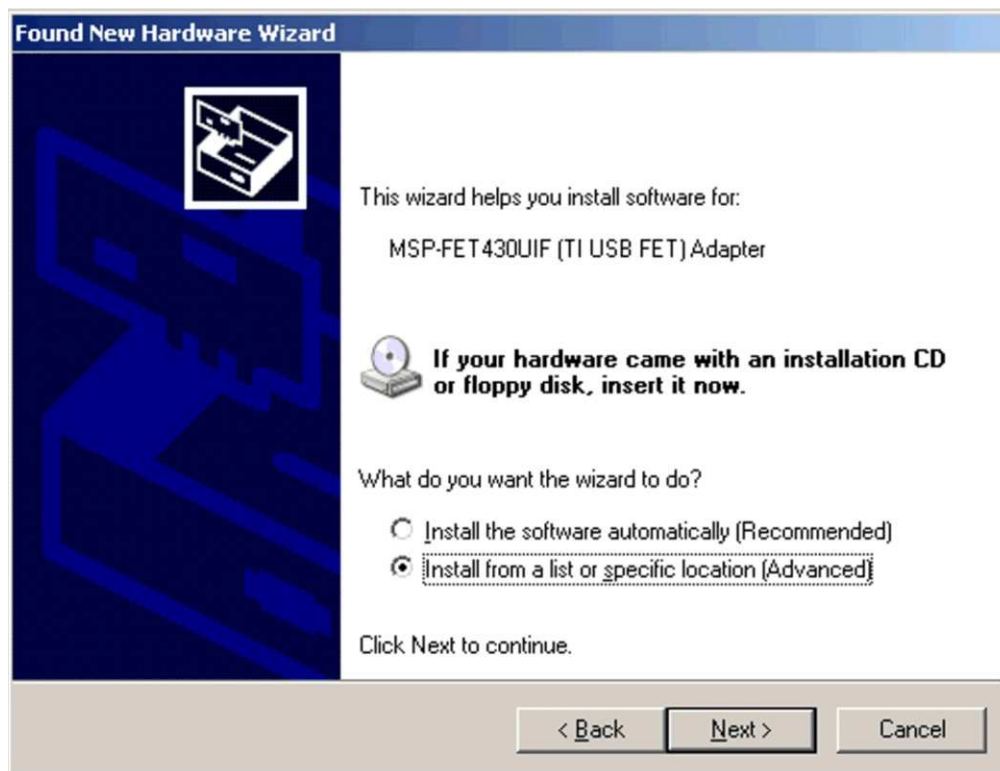 Found New Hardware Wizard
This wizard helps you install software for:
MSP-FET430UIF (TI USB FET) Adapter
If your hardware came with an installation CD
or floppy disk, insert it now.
What do you want the wizard to do?
Install the software automatically (Recommended)
Install from a list or specific location (Advanced)
Click Next to continue.
< Back Next > Cancel